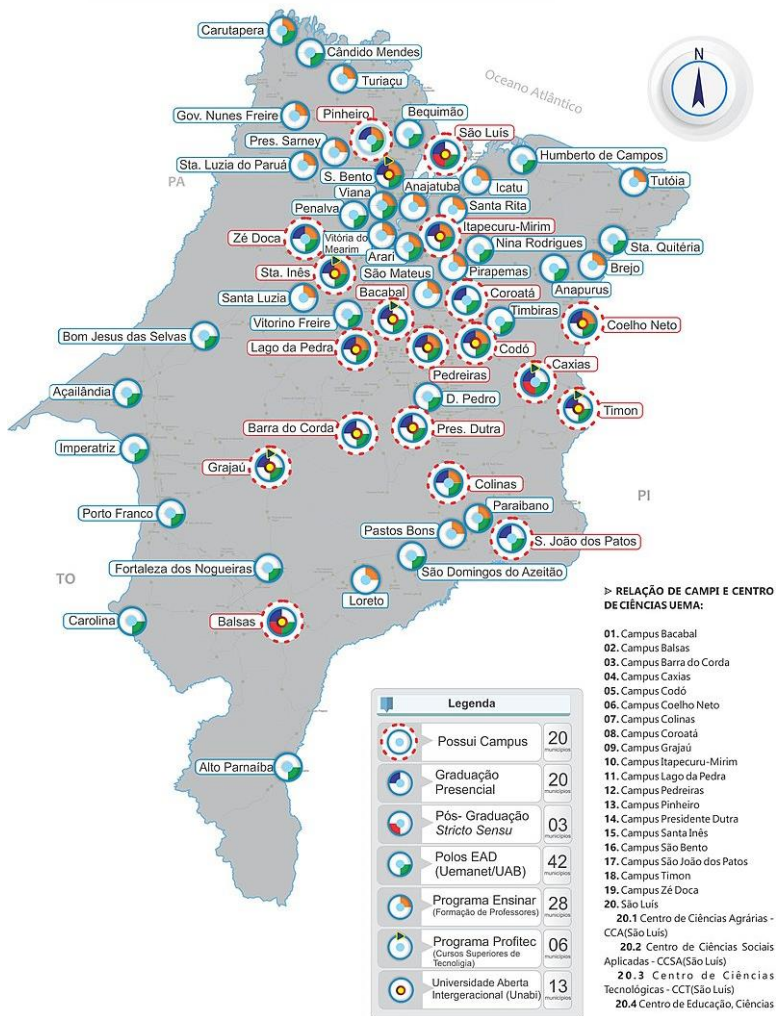 Carutapera
Cândido Mendes
Turiaçu
Oceano Atlântico
N
Gov. Nunes Freire
Pinheiro
Bequimão
São Luís
Pres. Sarney
Humberto de Campos
Sta. Luzia do Paruá
S. Bento
Anajatuba
Icatu
Tutóia
PA
Viana
Santa Rita
Penalva
Itapecuru-Mirim
Zé Doca
Vitória do
Mearim
Arari
Nina Rodrigues
Sta. Quitéria
Sta. Inês
São Mateus
Pirapemas
Brejo
Anapurus
Santa Luzia
Bacabal
Coroatá
Timbiras
Vitorino Freire
Coelho Neto
Bom Jesus das Selvas
Lago da Pedra
Codó
Pedreiras
Caxias
Açailândia
D. Pedro
Timon
Barra do Corda
Pres. Dutra
Imperatriz
Grajaú
Colinas
PI
Porto Franco
Paraibano
Pastos Bons
S. João dos Patos
Fortaleza dos Nogueiras
São Domingos do Azeitão
TO
Loreto
Carolina
Balsas
Alto Parnaíba
Legenda
Possui Campus
20
municípios
Graduação
Presencial
20
municípios
Pós- Graduação
Stricto Sensu
03
municípios
Polos EAD
(Uemanet/UAB)
42
municípios
Programa Ensinar
(Formação de Professores)
28
municípios
Programa Profitec
(Cursos Superiores de
Tecnoligia)
06
municípios
Universidade Aberta
Intergeracional (Unabi)
13
municípios
⊳ RELAÇÃO DE CAMPI E CENTRO
DE CIÊNCIAS UEMA:
01. Campus Bacabal
02. Campus Balsas
03. Campus Barra do Corda
04. Campus Caxias
05. Campus Codó
06. Campus Coelho Neto
07. Campus Colinas
08. Campus Coroatá
09. Campus Grajaú
10. Campus Itapecuru-Mirim
11. Campus Lago da Pedra
12. Campus Pedreiras
13. Campus Pinheiro
14. Campus Presidente Dutra
15. Campus Santa Inês
16. Campus São Bento
17. Campus São João dos Patos
18. Campus Timon
19. Campus Zé Doca
20. São Luís
20.1 Centro de Ciências Agrárias -
CCA(São Luís)
20.2 Centro de Ciências Sociais
Aplicadas - CCSA(São Luís)
20.3 Centro de Ciências
Tecnológicas - CCT(São Luís)
20.4 Centro de Educação, Ciências